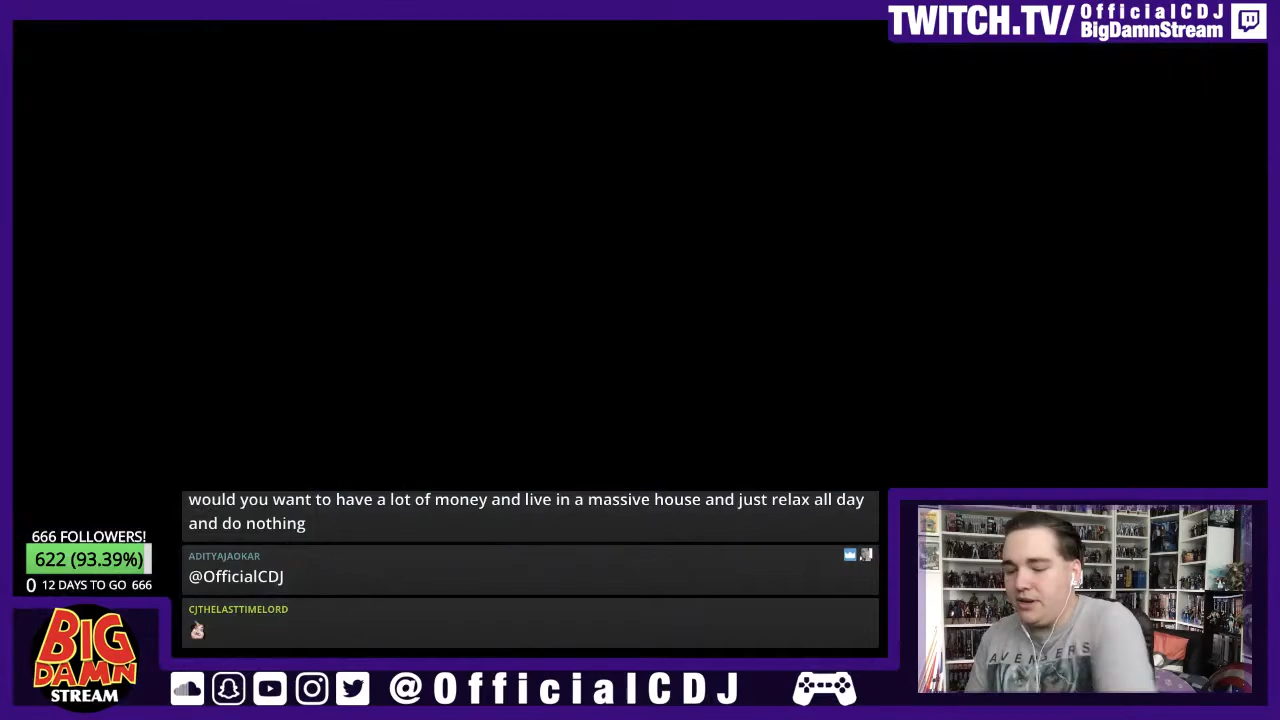 TWITCH.TV/
OfficialCDJ
BigDamnStream
would you want to have a lot of money and live in a massive house and just relax all day
and do nothing
ADITYAJAOKAR
@OfficialCDJ
CJTHELASTTIMELORD
666 FOLLOWERS!
622 (93.39%)
0 12 DAYS TO GO 666
BIG
DAMN
STREAM
@OfficialCDJ
AVENGERS